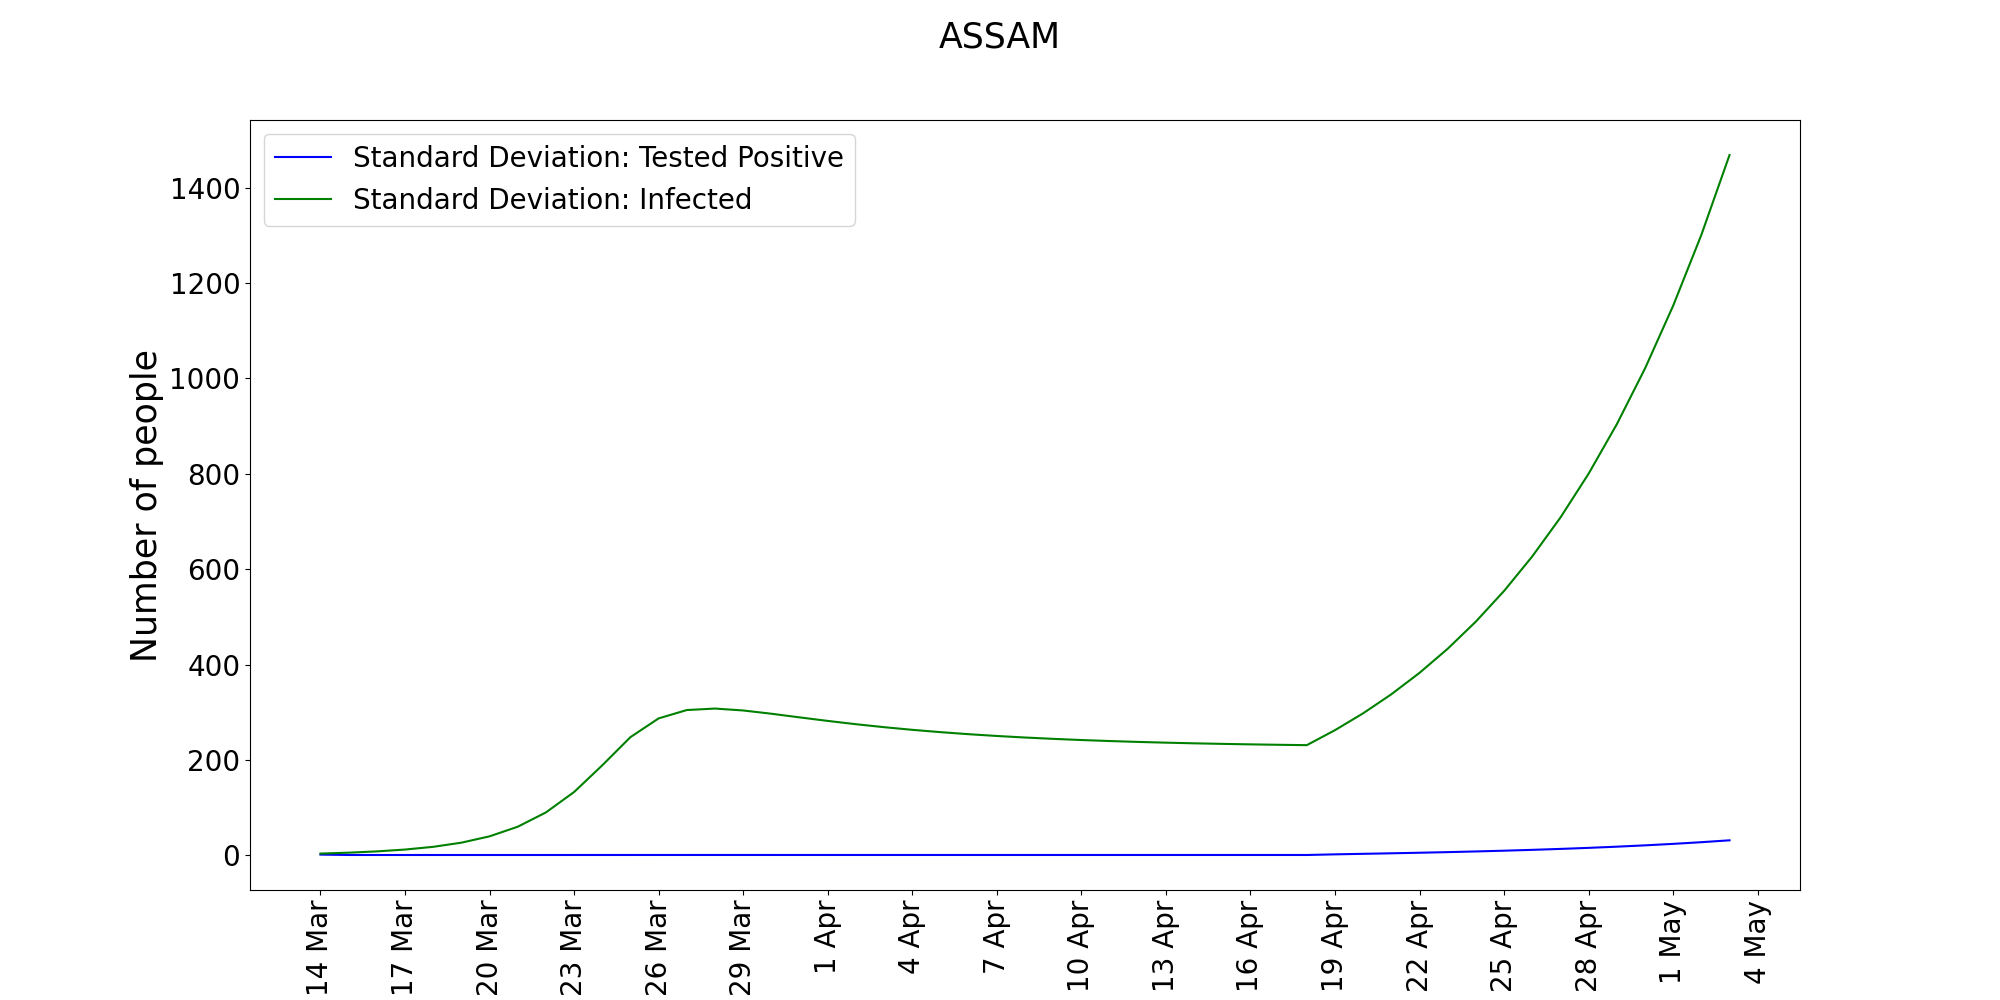 ASSAM
Standard Deviation: Tested Positive
Standard Deviation: Infected
Number of people
1400
1200
1000
800
600
400
200
0
14 Mar
17 Mar
20 Mar
23 Mar
26 Mar
29 Mar
1 Apr
4 Apr
7 Apr
10 Apr
13 Apr
16 Apr
19 Apr
22 Apr
25 Apr
28 Apr
1 May
4 May